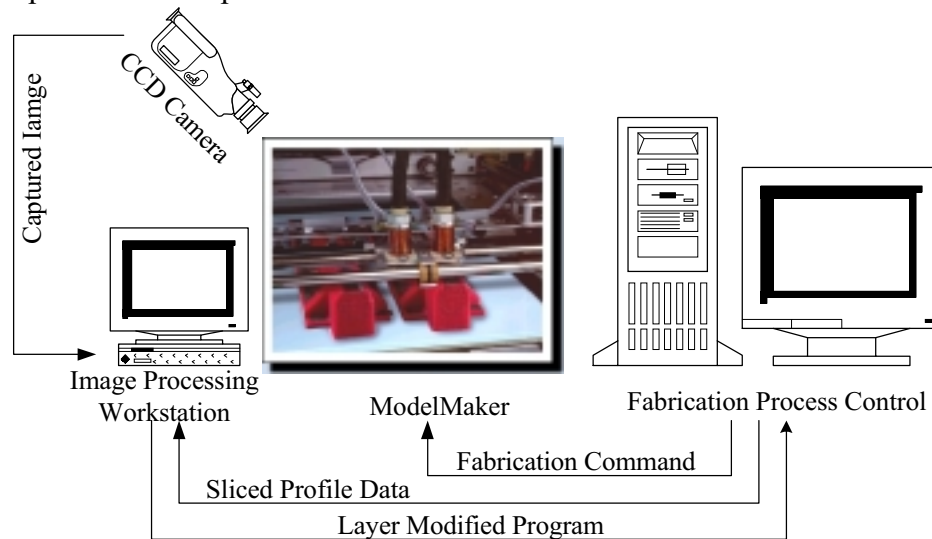 CCD Camera
Captured Iamge
Image Processing
Workstation
ModelMaker
Fabrication Process Control
Fabrication Command
Sliced Profile Data
Layer Modified Program